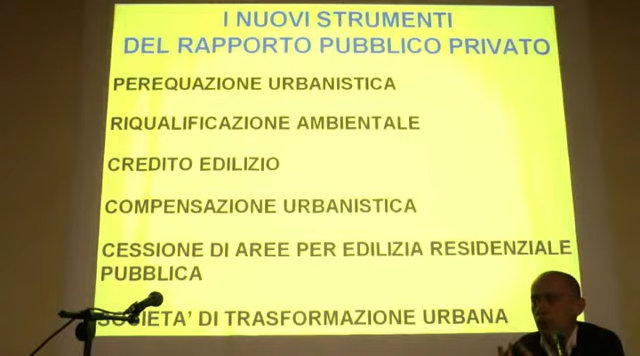 I NUOVI STRUMENTI
DEL RAPPORTO PUBBLICO PRIVATO
PEREQUAZIONE URBANISTICA
RIQUALIFICAZIONE AMBIENTALE
CREDITO EDILIZIO
COMPENSAZIONE URBANISTICA
CESSIONE DI AREE PER EDILIZIA RESIDENZIALE
PUBBLICA
SOCIETA' DI TRASFORMAZIONE URBANA